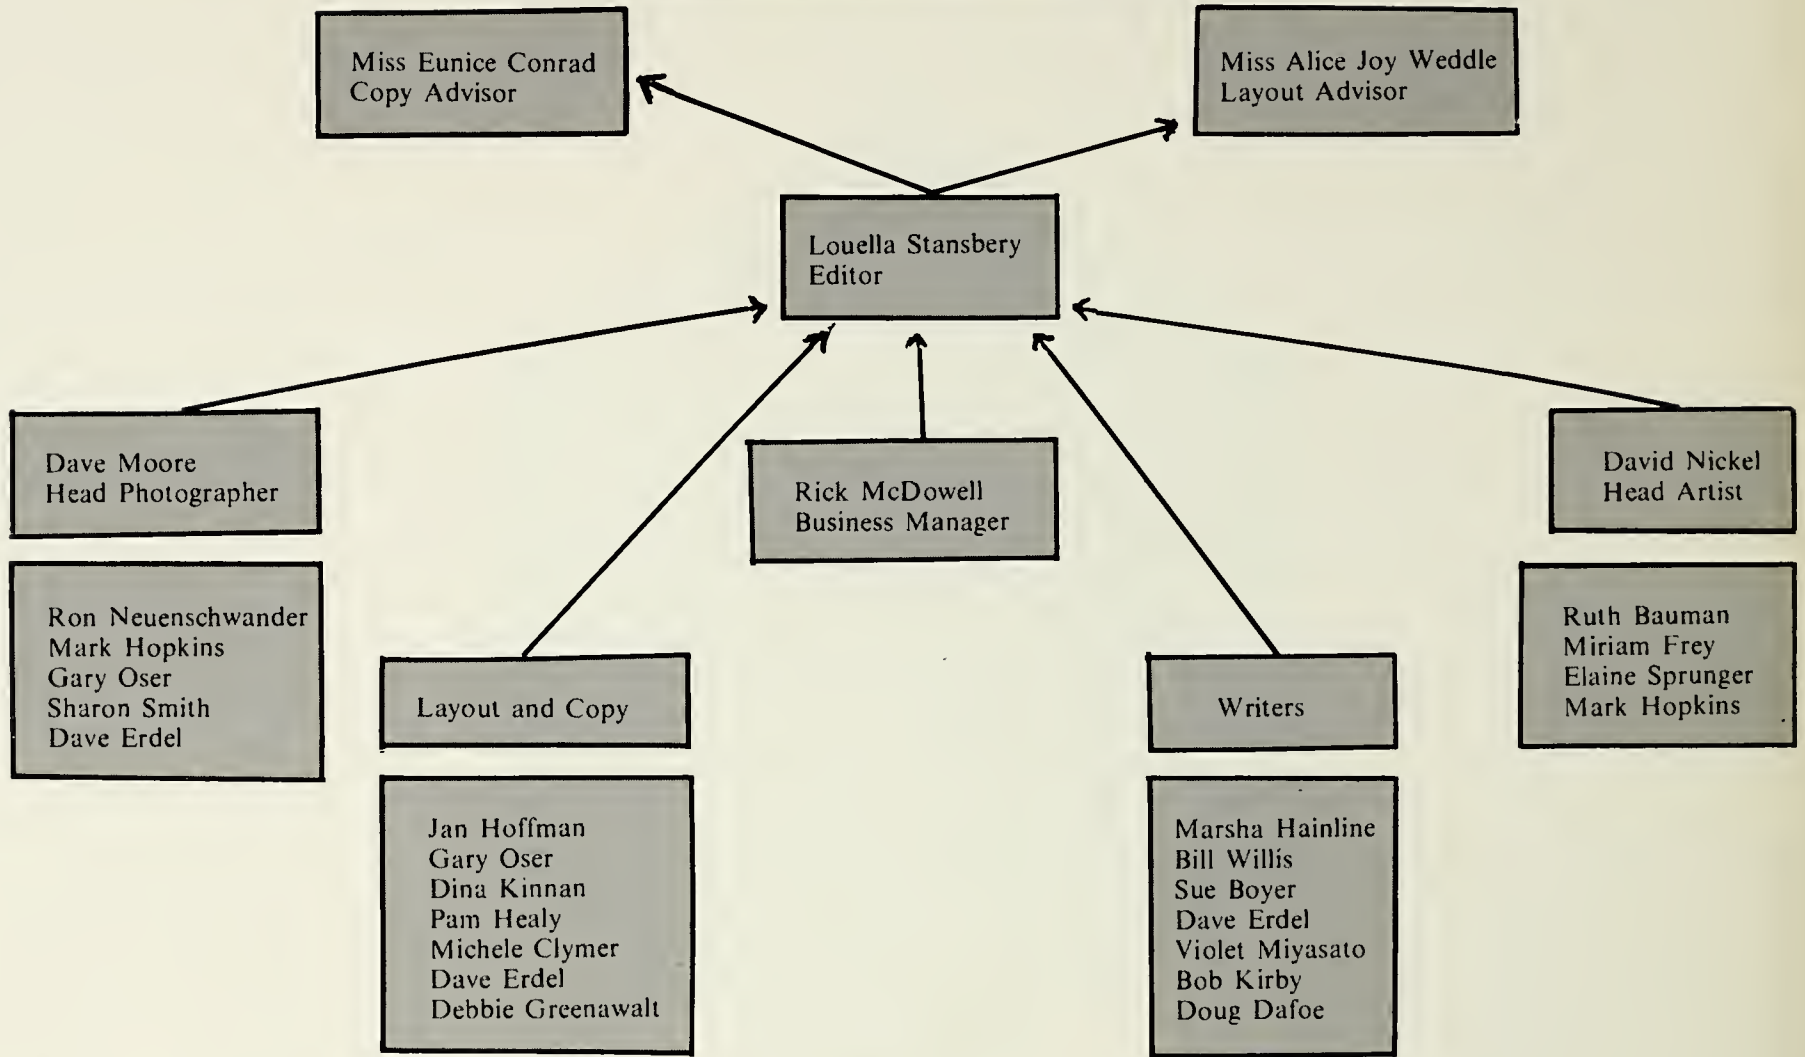 Miss Eunice Conrad
Copy Advisor
Miss Alice Joy Weddle
Layout Advisor
Louella Stansbery
Editor
Dave Moore
Head Photographer
Rick McDowell
Business Manager
David Nickel
Head Artist
Ron Neuenschwander
Mark Hopkins
Gary Oser
Sharon Smith
Dave Erdel
Ruth Bauman
Miriam Frey
Elaine Sprunger
Mark Hopkins
Layout and Copy
Writers
Jan Hoffman
Gary Oser
Dina Kinnan
Pam Healy
Michele Clymer
Dave Erdel
Debbie Greenawalt
Marsha Hainline
Bill Willis
Sue Boyer
Dave Erdel
Violet Miyasato
Bob Kirby
Doug Dafoe